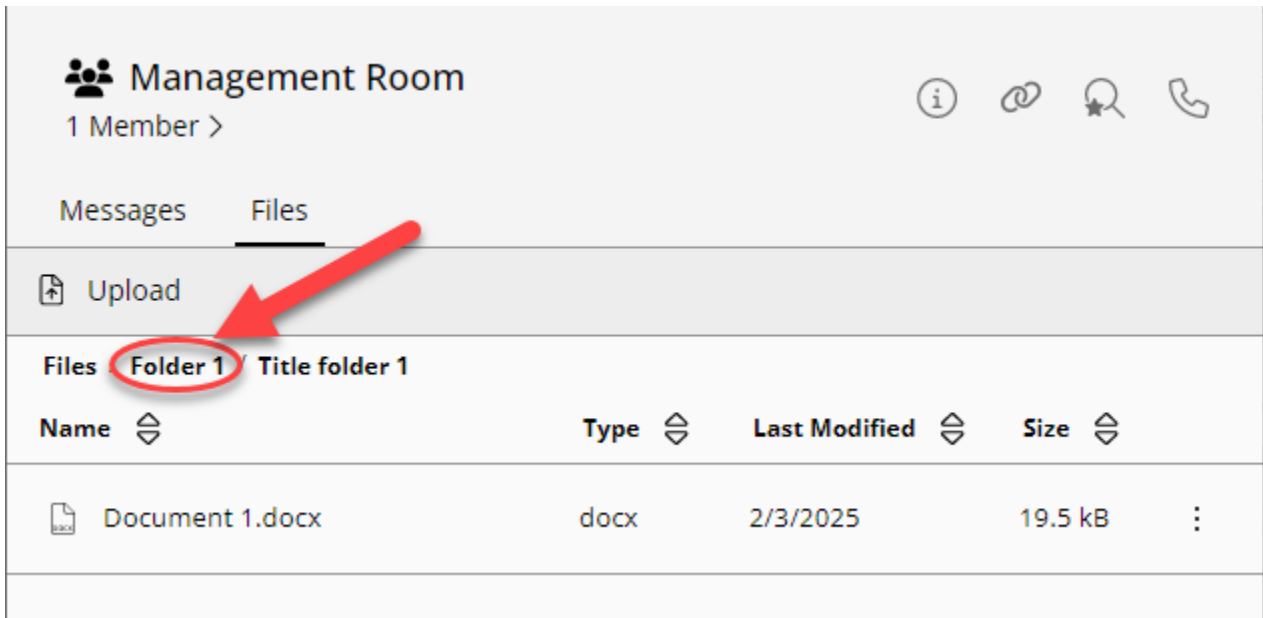 Management Room
1 Member >
Messages Files
Upload
Files / Folder 1 / Title folder 1
Name Type Last Modified Size
Document 1.docx docx 2/3/2025 19.5 kB